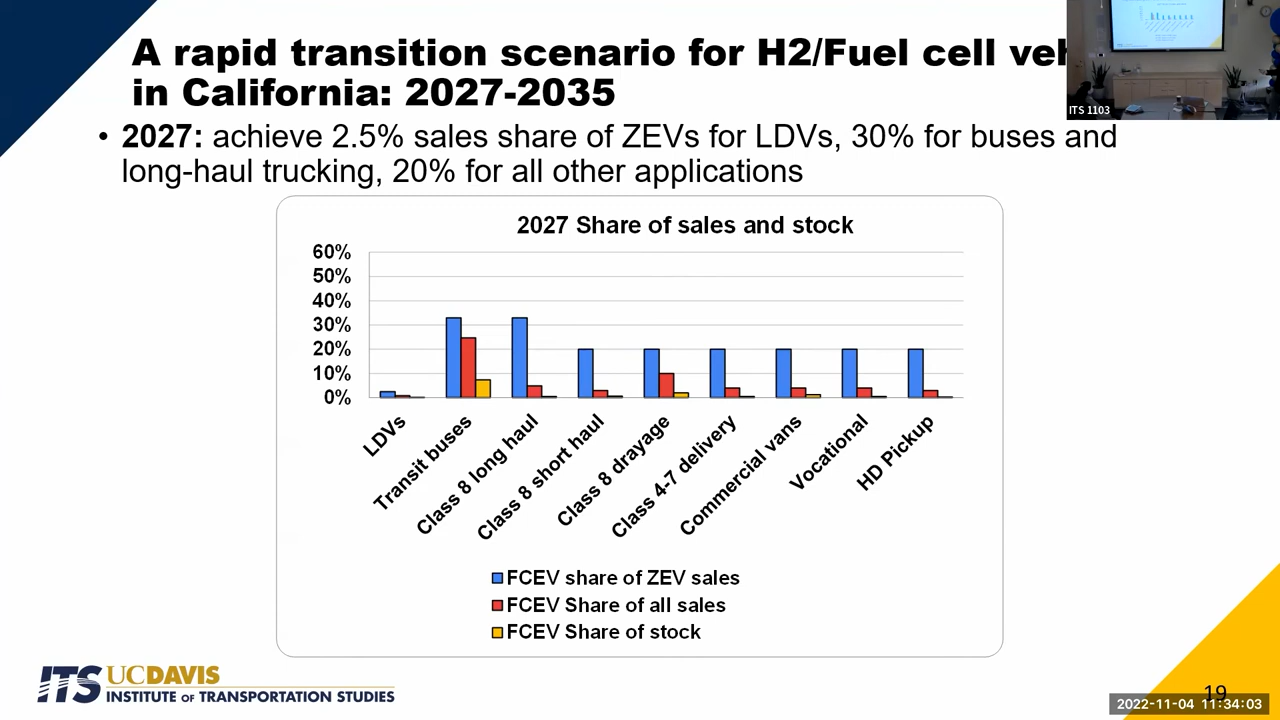 A rapid transition scenario for H2/Fuel cell
in California: 2027-2035
ITS 1103
• 2027: achieve 2.5% sales share of ZEVs for LDVs, 30% for buses and
long-haul trucking, 20% for all other applications
2027 Share of sales and stock
60%
50%
40%
30%
20%
10%
0%
LDVs
Transit buses
Class 8 long haul
Class 8 short haul
Class 8 drayage
Class 4-7 delivery
Commercial vans
Vocational
HD Pickup
FCEV share of ZEV sales
FCEV Share of all sales
FCEV Share of stock
ITS UCDAVIS
INSTITUTE OF TRANSPORTATION STUDIES
19
2022-11-04 11:34:03